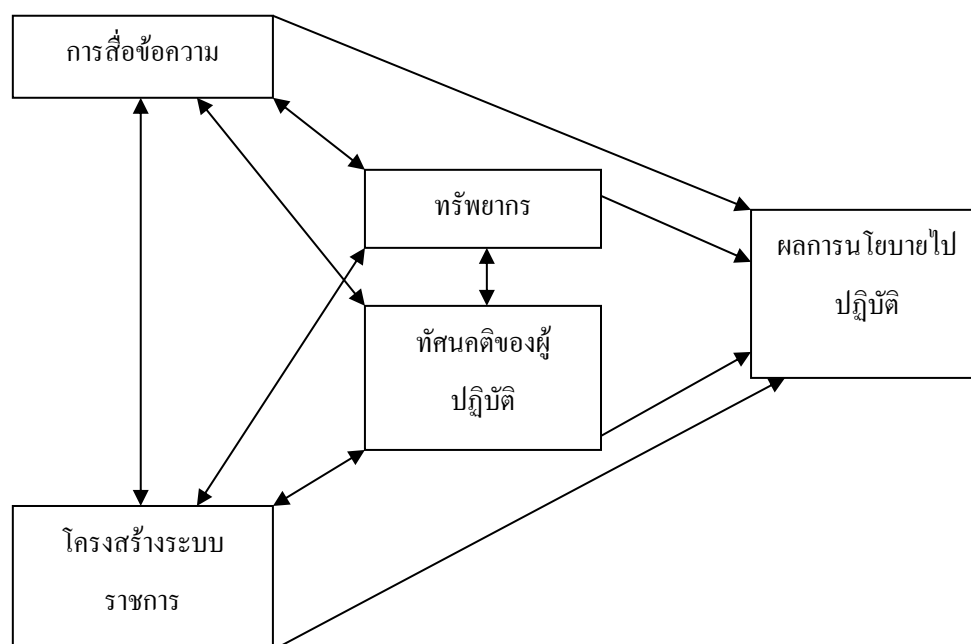 การสื่อข้อความ
ทรัพยากร
ผลการนโยบายไป
ปฏิบัติ
ทัศนคติของผู้
ปฏิบัติ
โครงสร้างระบบ
ราชการ